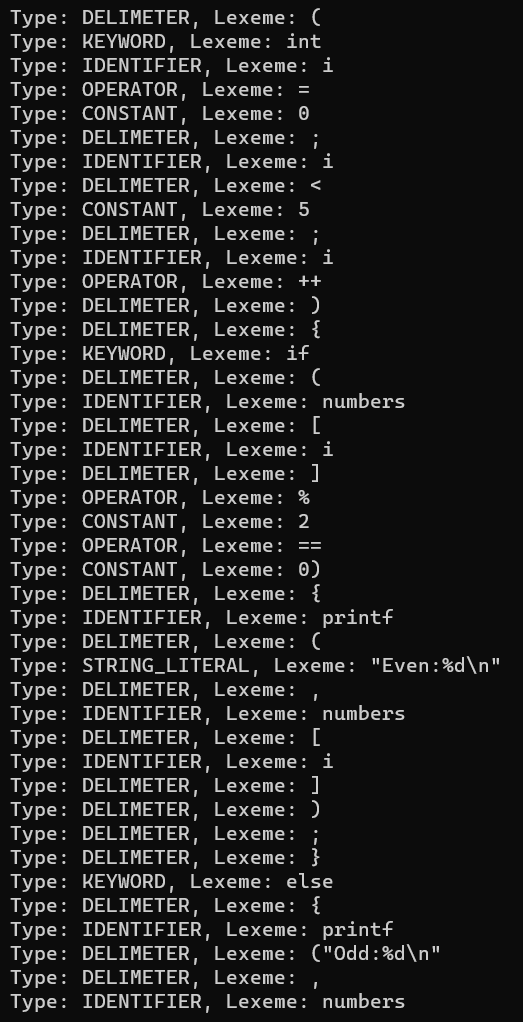 Type: DELIMETER, Lexeme: (
Type: KEYWORD, Lexeme: int
Type: IDENTIFIER, Lexeme: i
Type: OPERATOR, Lexeme: =
Type: CONSTANT, Lexeme: 0
Type: DELIMETER, Lexeme: ;
Type: IDENTIFIER, Lexeme: i
Type: DELIMETER, Lexeme: <
Type: CONSTANT, Lexeme: 5
Type: DELIMETER, Lexeme: ;
Type: IDENTIFIER, Lexeme: i
Type: OPERATOR, Lexeme: ++
Type: DELIMETER, Lexeme: )
Type: DELIMETER, Lexeme: {
Type: KEYWORD, Lexeme: if
Type: DELIMETER, Lexeme: (
Type: IDENTIFIER, Lexeme: numbers
Type: DELIMETER, Lexeme: [
Type: IDENTIFIER, Lexeme: i
Type: DELIMETER, Lexeme: ]
Type: OPERATOR, Lexeme: %
Type: CONSTANT, Lexeme: 2
Type: OPERATOR, Lexeme: ==
Type: CONSTANT, Lexeme: 0)
Type: DELIMETER, Lexeme: {
Type: IDENTIFIER, Lexeme: printf
Type: DELIMETER, Lexeme: (
Type: STRING_LITERAL, Lexeme: "Even:%d\n"
Type: DELIMETER, Lexeme: ,
Type: IDENTIFIER, Lexeme: numbers
Type: DELIMETER, Lexeme: [
Type: IDENTIFIER, Lexeme: i
Type: DELIMETER, Lexeme: ]
Type: DELIMETER, Lexeme: )
Type: DELIMETER, Lexeme: ;
Type: DELIMETER, Lexeme: }
Type: KEYWORD, Lexeme: else
Type: DELIMETER, Lexeme: {
Type: IDENTIFIER, Lexeme: printf
Type: DELIMETER, Lexeme: ("Odd:%d\n"
Type: DELIMETER, Lexeme: ,
Type: IDENTIFIER, Lexeme: numbers